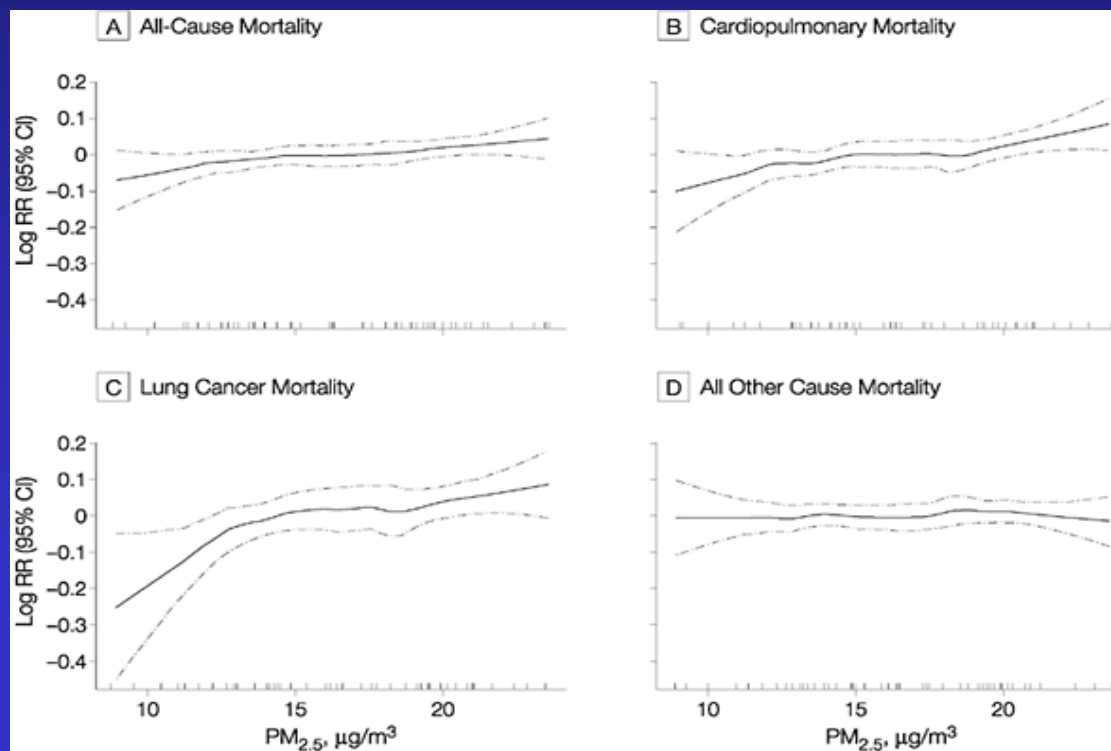 A All-Cause Mortality
B Cardiopulmonary Mortality
Log RR (95% CI)
0.2
0.1
0
−0.1
−0.2
−0.3
−0.4
C Lung Cancer Mortality
D All Other Cause Mortality
Log RR (95% CI)
0.2
0.1
0
−0.1
−0.2
−0.3
−0.4
10 15 20
PM2.5, μg/m³
10 15 20
PM2.5, μg/m³